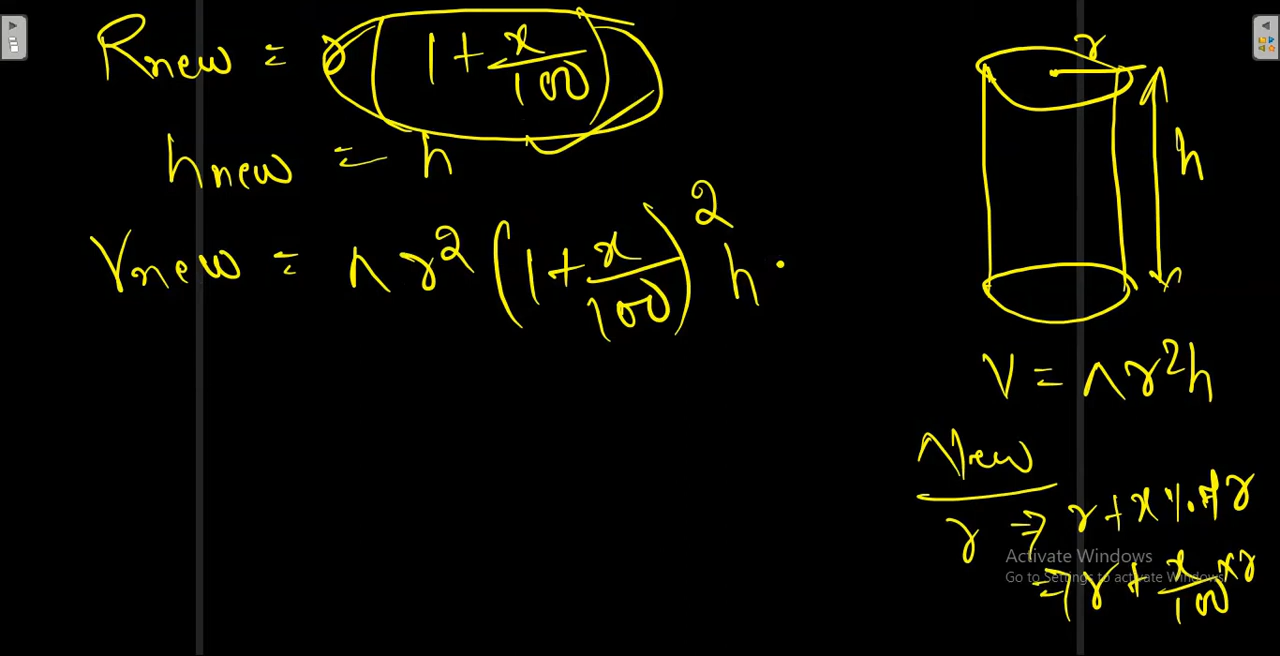 Rnew = r (1 + x/100)
hnew = h
Vnew = πr² (1 + x/100)² h .
r
h
V = πr²h
New
r ⇒ r + x% of r
⇒ r + x/100 × r
Activate Windows
Go to Settings to activate Windows.